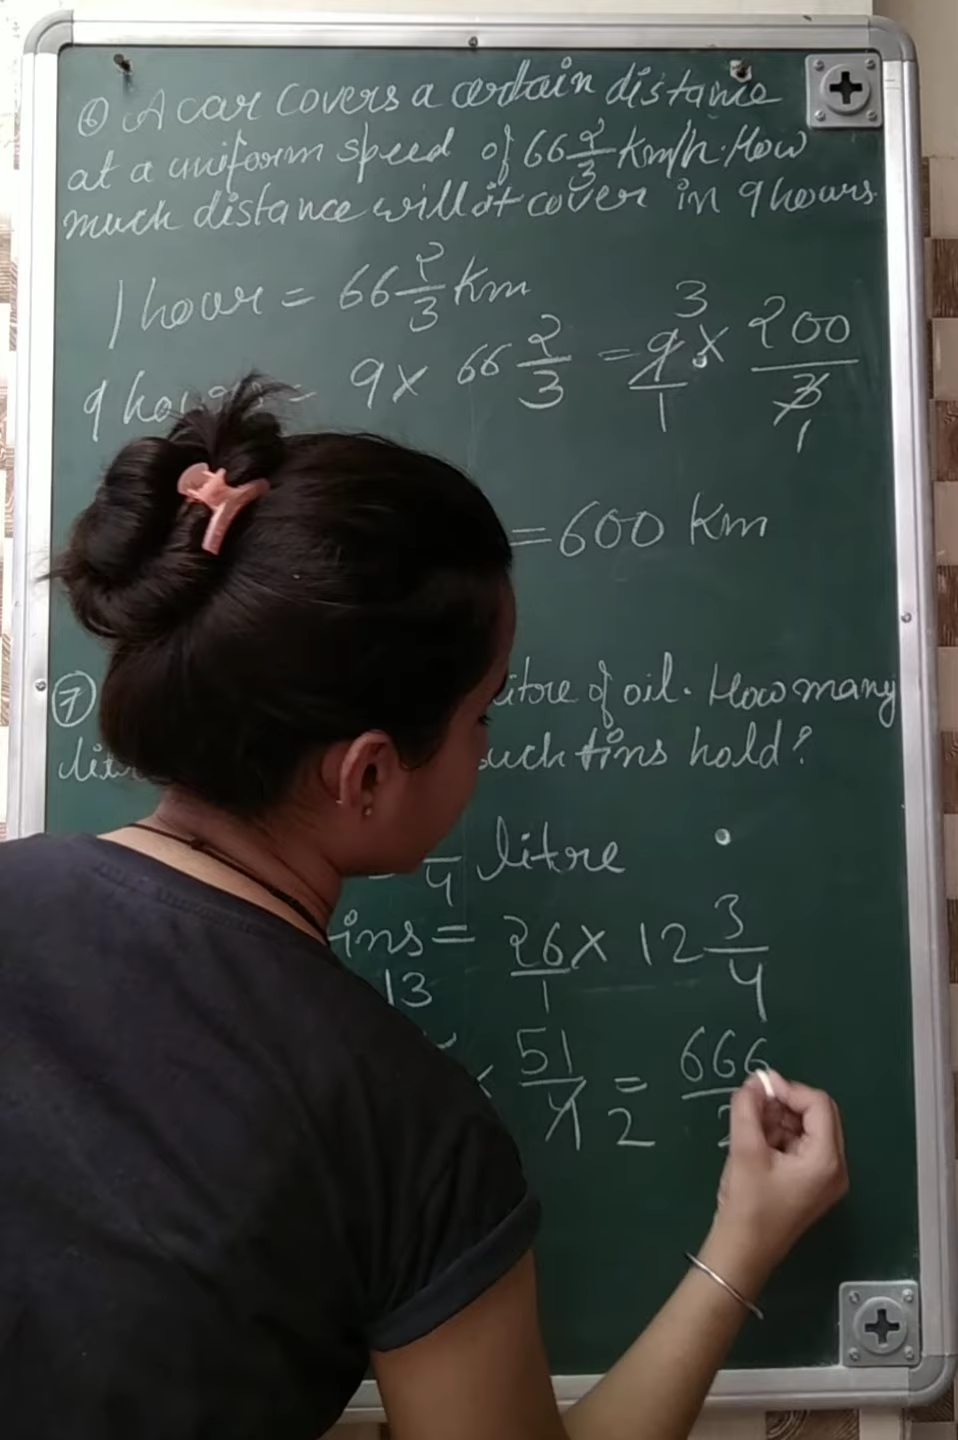 ⑥ A car covers a certain distance
at a uniform speed of 66 2/3 Km/h. How
much distance will it cover in 9 hours.
1 hour = 66 2/3 Km
9 hours = 9 × 66 2/3 = 9/1 × 200/3
3
1
= 600 Km
⑦ litre of oil. How many
such tins hold?
4 litre
ins = 26/1 × 12 3/4
13
× 51/4 2 = 666/2